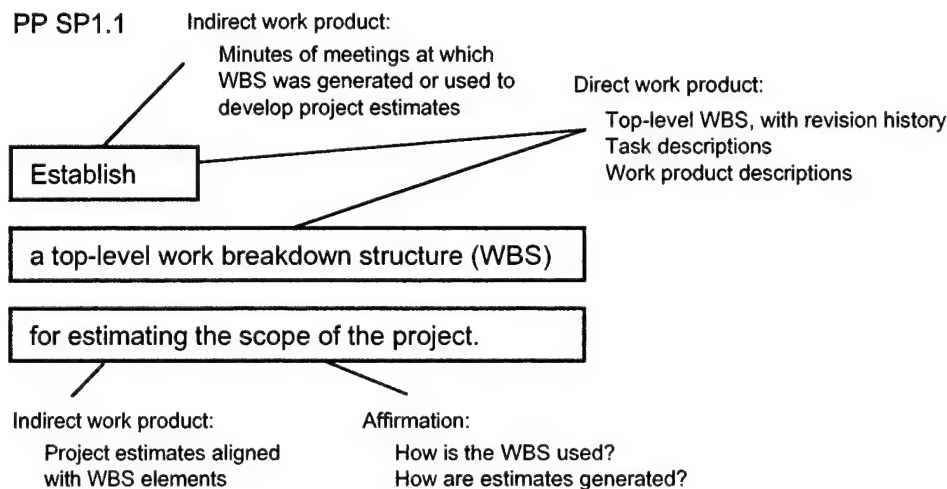 PP SP1.1
Indirect work product:
Minutes of meetings at which
WBS was generated or used to
develop project estimates
Direct work product:
Top-level WBS, with revision history
Task descriptions
Work product descriptions
Establish
a top-level work breakdown structure (WBS)
for estimating the scope of the project.
Indirect work product:
Project estimates aligned
with WBS elements
Affirmation:
How is the WBS used?
How are estimates generated?